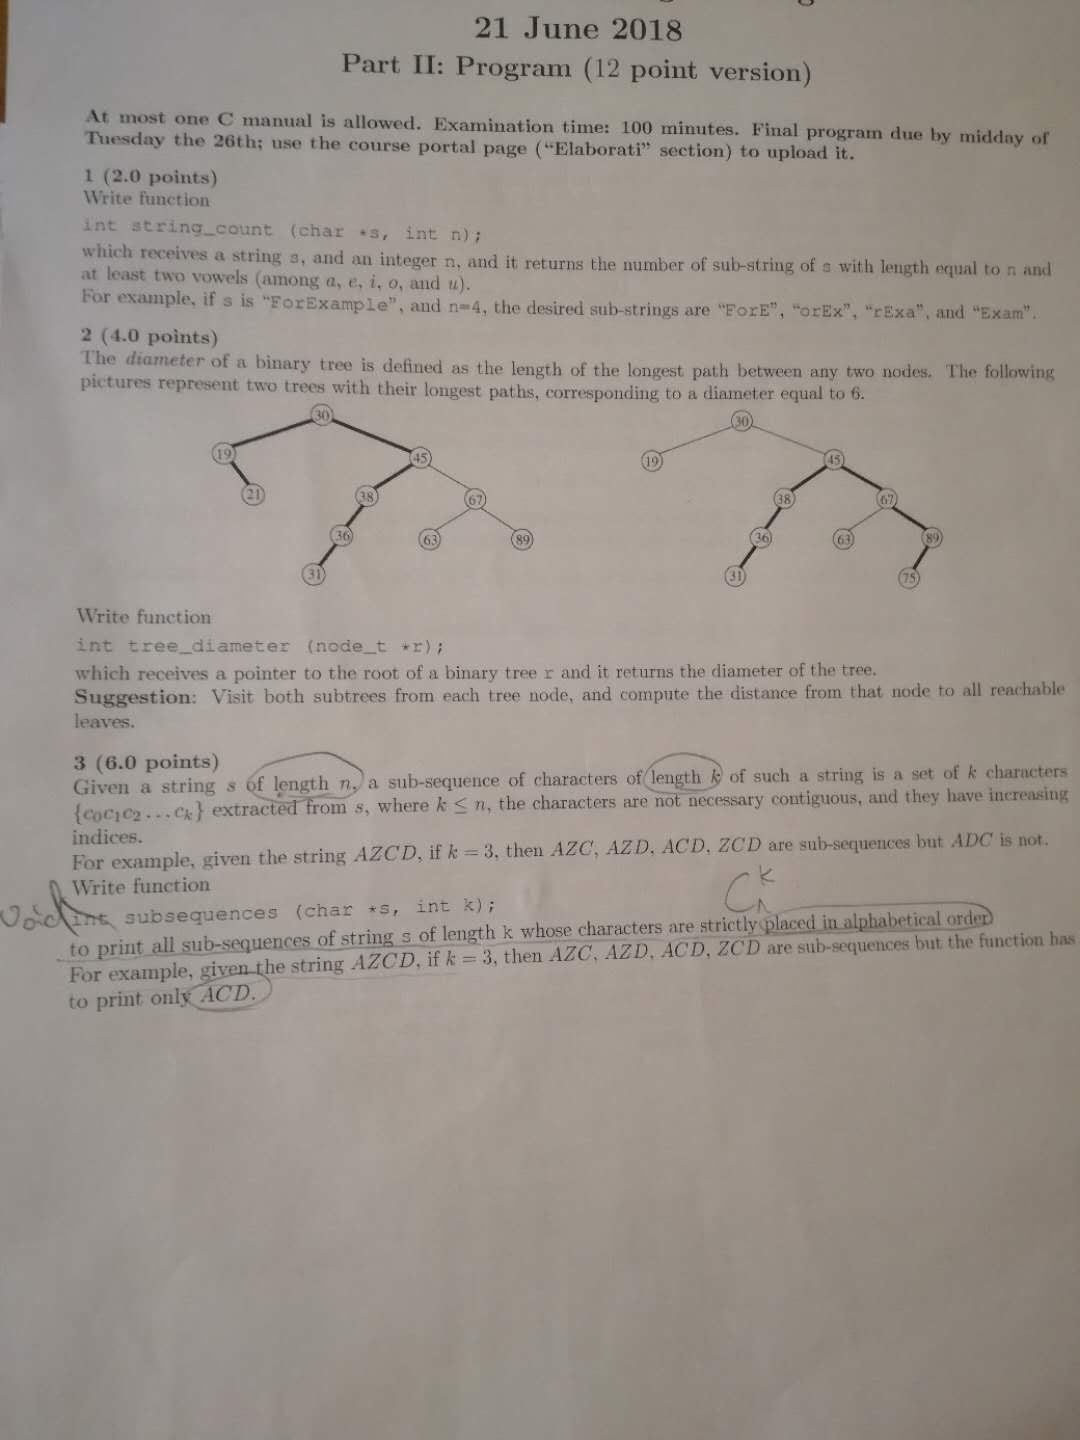 21 June 2018
Part II: Program (12 point version)
At most one C manual is allowed. Examination time: 100 minutes. Final program due by midday of
Tuesday the 26th; use the course portal page ("Elaborati" section) to upload it.
1 (2.0 points)
Write function
int string_count (char *s, int n);
which receives a string s, and an integer n, and it returns the number of sub-string of s with length equal to n and
at least two vowels (among a, e, i, o, and u).
For example, if s is "ForExample", and n=4, the desired sub-strings are "ForE", "orEx", "rExa", and "Exam".
2 (4.0 points)
The diameter of a binary tree is defined as the length of the longest path between any two nodes. The following
pictures represent two trees with their longest paths, corresponding to a diameter equal to 6.
30 30
19 45 19 45
21 38 67 38 67
36 63 89 36 63 89
31 31 75
Write function
int tree_diameter (node_t *r);
which receives a pointer to the root of a binary tree r and it returns the diameter of the tree.
Suggestion: Visit both subtrees from each tree node, and compute the distance from that node to all reachable
leaves.
3 (6.0 points)
Given a string s of length n, a sub-sequence of characters of length k of such a string is a set of k characters
{c0c1c2 ... ck} extracted from s, where k ≤ n, the characters are not necessary contiguous, and they have increasing
indices.
For example, given the string AZCD, if k = 3, then AZC, AZD, ACD, ZCD are sub-sequences but ADC is not.
Write function
C k n
void int subsequences (char *s, int k);
to print all sub-sequences of string s of length k whose characters are strictly placed in alphabetical order
For example, given the string AZCD, if k = 3, then AZC, AZD, ACD, ZCD are sub-sequences but the function has
to print only ACD.